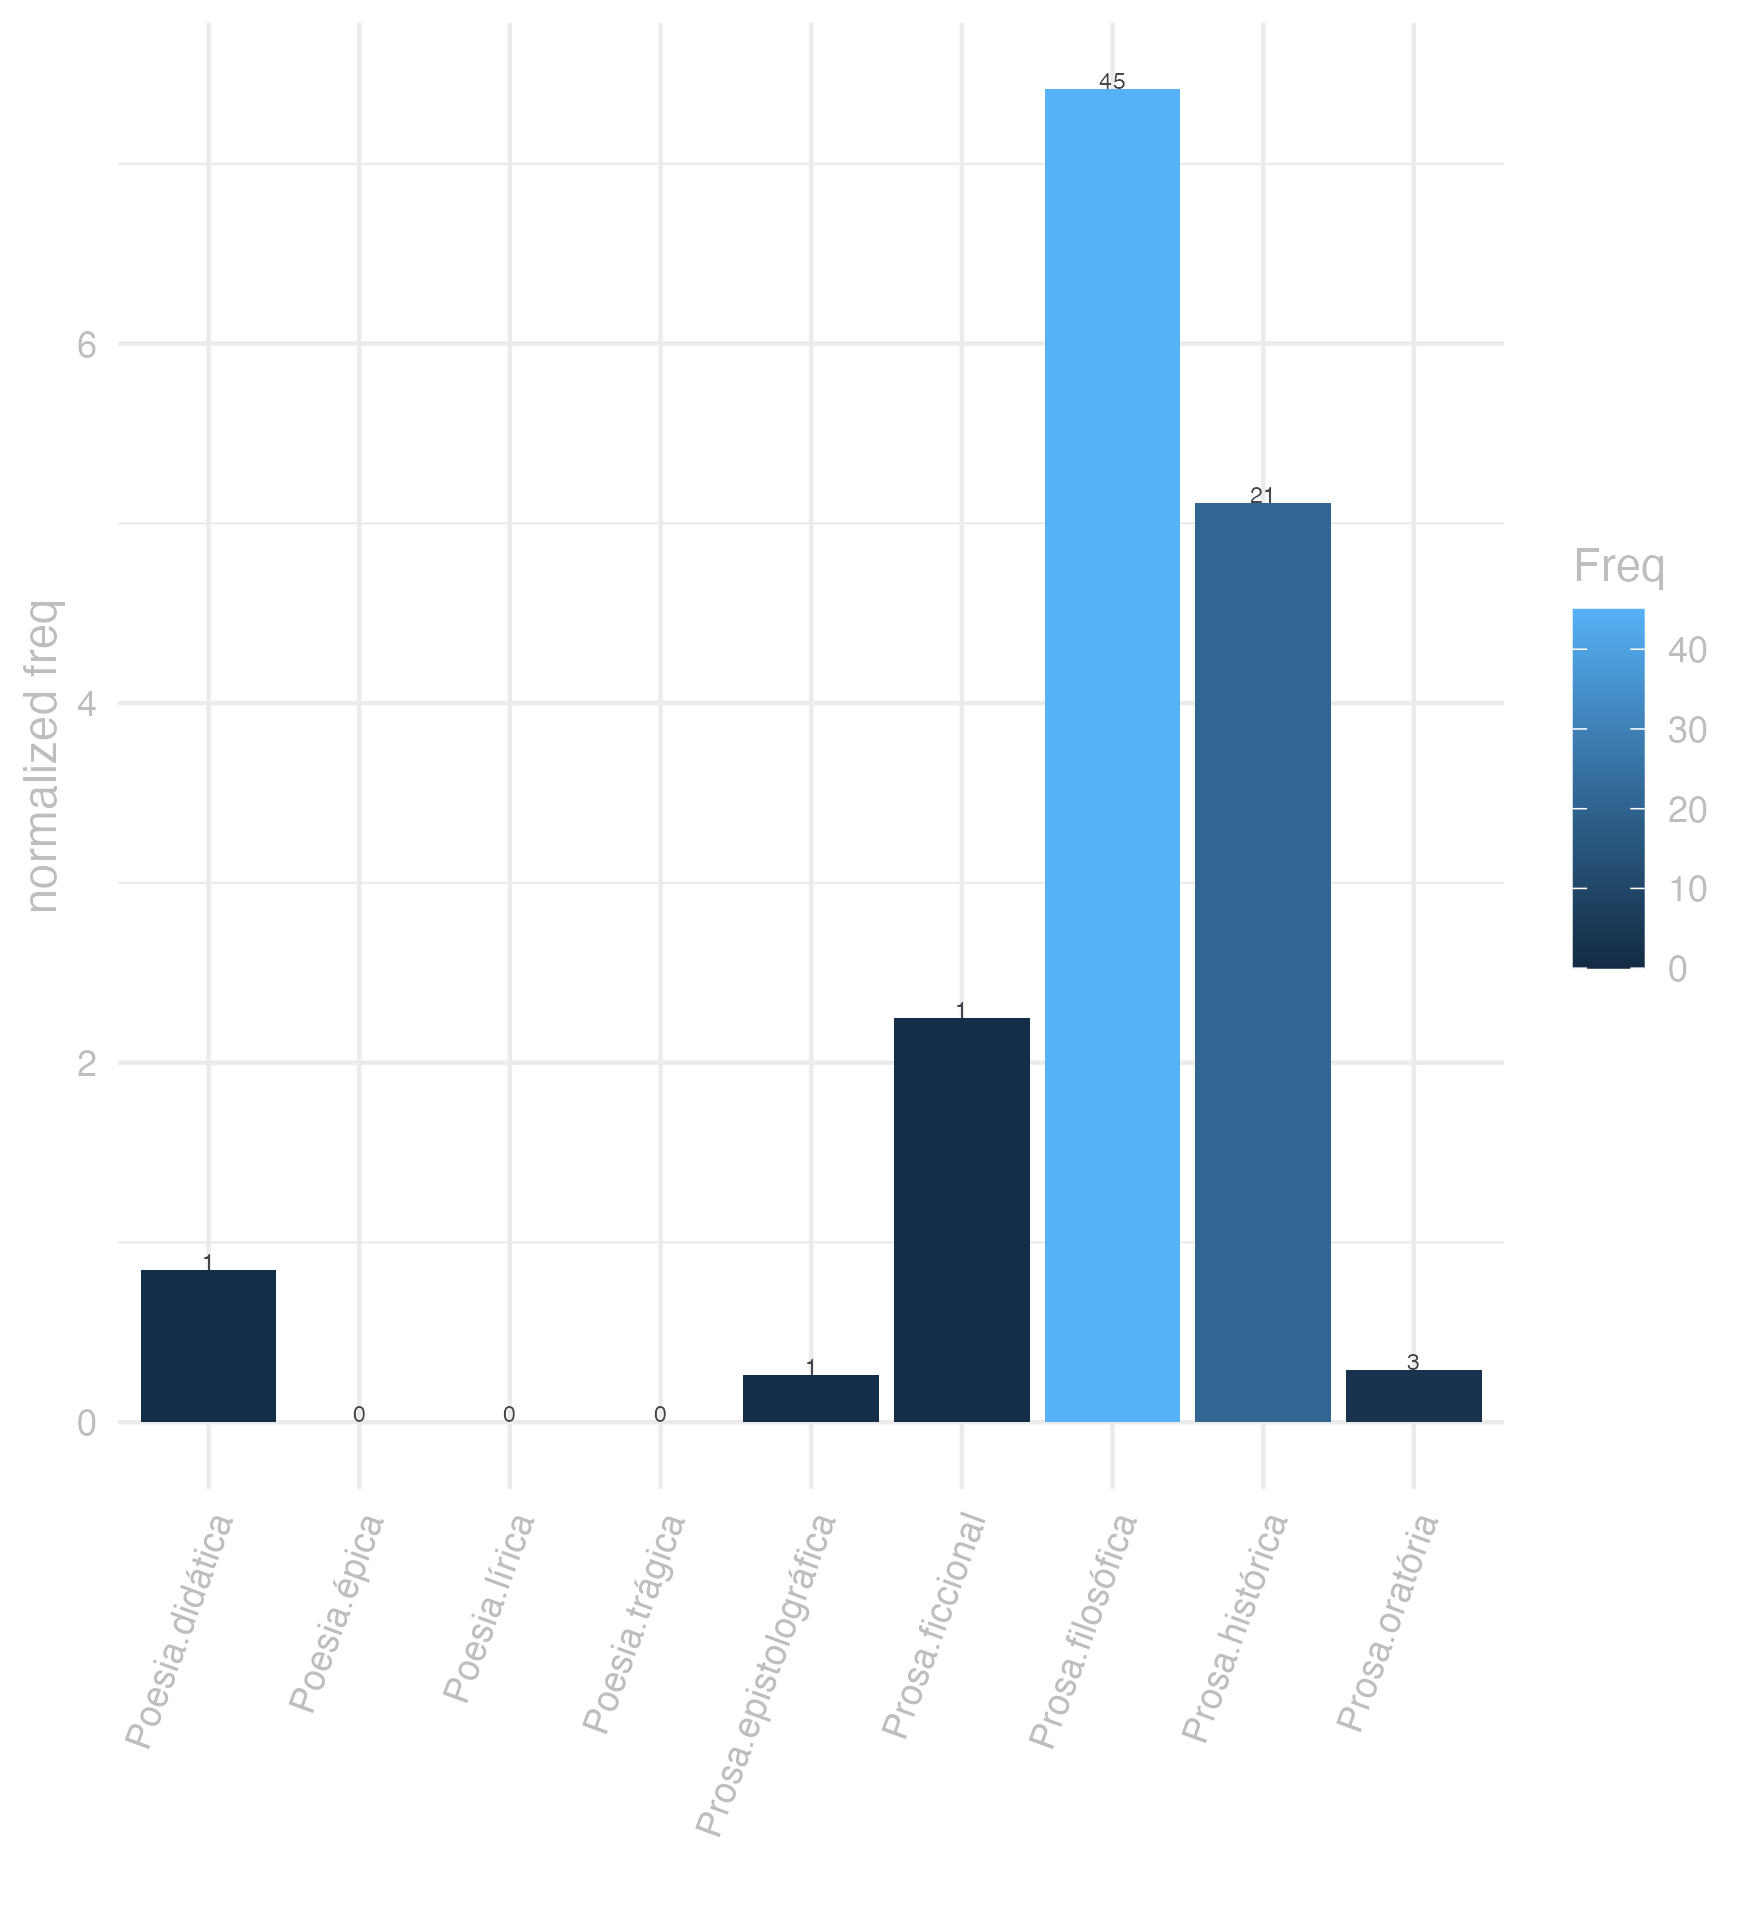 45
21
1
1
1
3
0
0
0
6
4
2
0
normalized freq
Poesia.didática
Poesia.épica
Poesia.lírica
Poesia.trágica
Prosa.epistolográfica
Prosa.ficcional
Prosa.filosófica
Prosa.histórica
Prosa.oratória
Freq
40
30
20
10
0